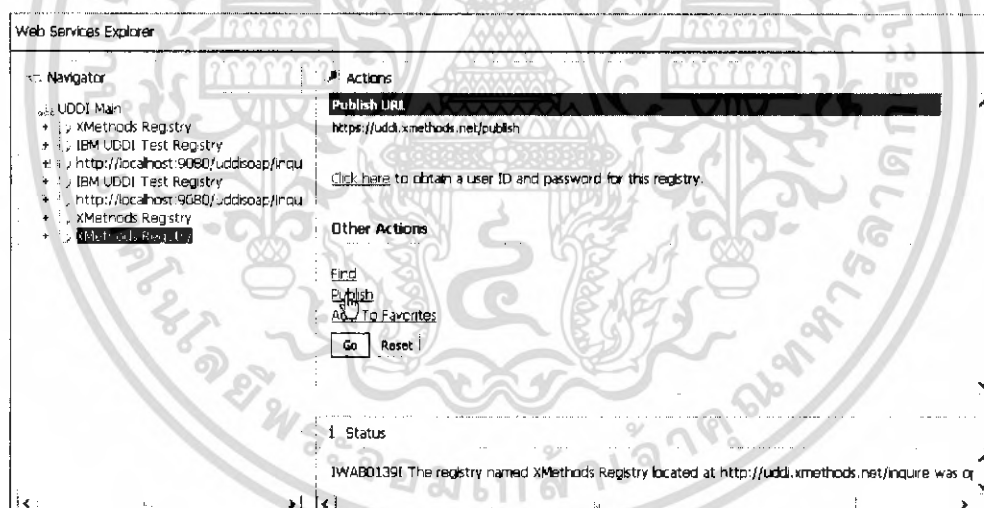 Web Services Explorer
Navigator
UDDI Main
XMethods Registry
IBM UDDI Test Registry
http://localhost:9080/uddisoap/inqu
IBM UDDI Test Registry
http://localhost:9080/uddisoap/inqu
XMethods Registry
XMethods Registry
Actions
Publish URL
https://uddi.xmethods.net/publish
Click here to obtain a user ID and password for this registry.
Other Actions
Find
Publish
Add To Favorites
Go Reset
Status
IWAB0139I The registry named XMethods Registry located at http://uddi.xmethods.net/inquire was op